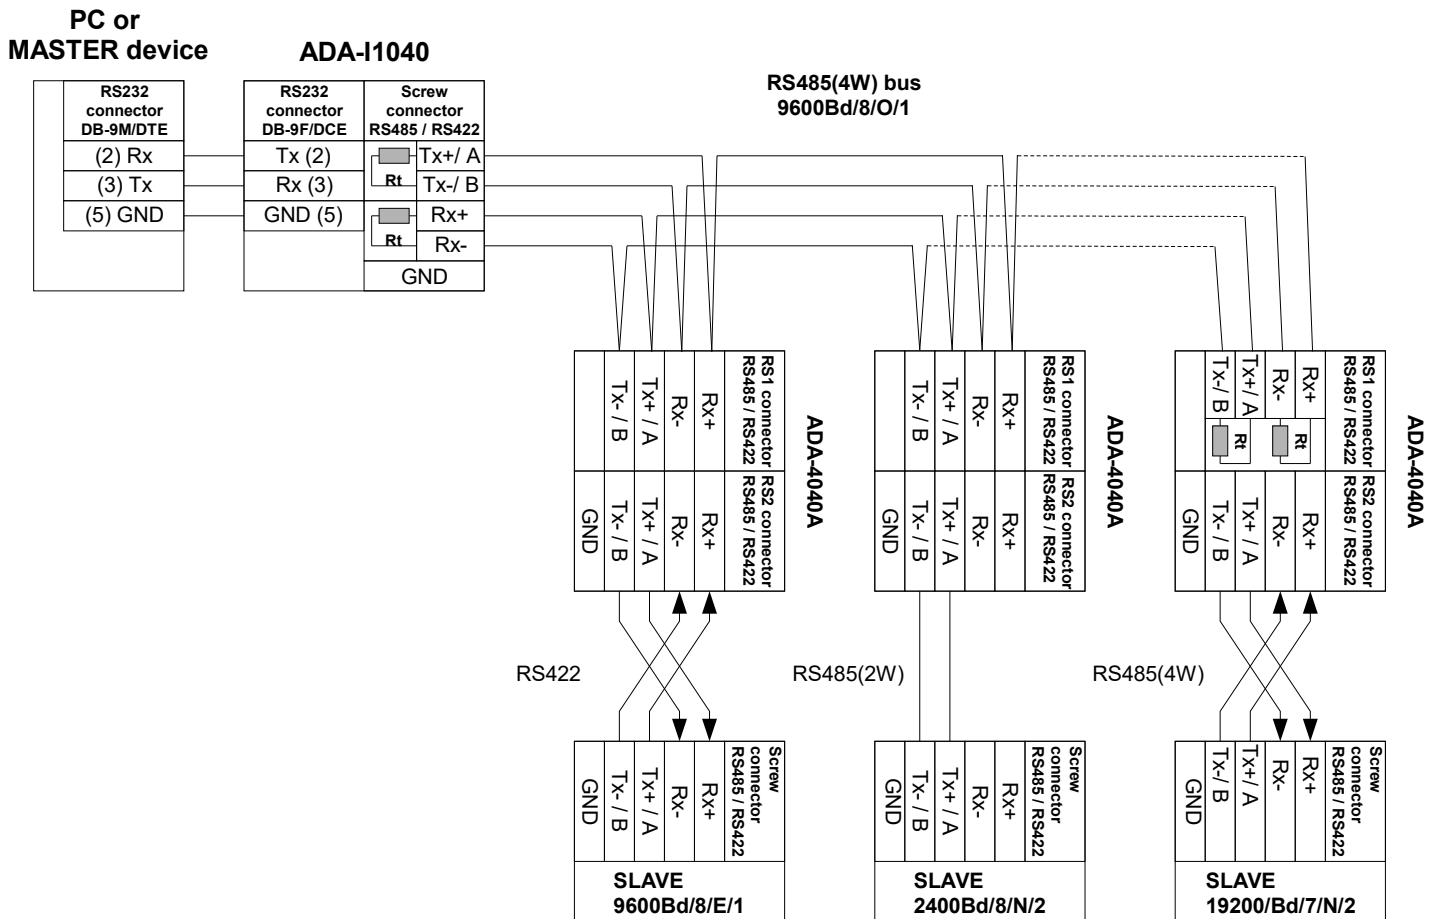 PC or
MASTER device
ADA-I1040
RS485(4W) bus
9600Bd/8/O/1
RS232
connector
DB-9M/DTE
(2) Rx
(3) Tx
(5) GND
RS232
connector
DB-9F/DCE
Tx (2)
Rx (3)
GND (5)
Screw
connector
RS485 / RS422
Rt
Tx+/ A
Tx-/ B
Rt
Rx+
Rx-
GND
Tx- / B
Tx+ / A
Rx-
Rx+
RS1 connector
RS485 / RS422
GND
Tx- / B
Tx+ / A
Rx-
Rx+
RS2 connector
RS485 / RS422
ADA-4040A
Tx- / B
Tx+ / A
Rx-
Rx+
RS1 connector
RS485 / RS422
GND
Tx- / B
Tx+ / A
Rx-
Rx+
RS2 connector
RS485 / RS422
ADA-4040A
Tx-/ B
Tx+/ A
Rx-
Rx+
Rt
Rt
RS1 connector
RS485 / RS422
GND
Tx- / B
Tx+ / A
Rx-
Rx+
RS2 connector
RS485 / RS422
ADA-4040A
RS422
RS485(2W)
RS485(4W)
GND
Tx- / B
Tx+ / A
Rx-
Rx+
Screw
connector
RS485 / RS422
SLAVE
9600Bd/8/E/1
GND
Tx- / B
Tx+ / A
Rx-
Rx+
Screw
connector
RS485 / RS422
SLAVE
2400Bd/8/N/2
GND
Tx-/ B
Tx+/ A
Rx-
Rx+
Screw
connector
RS485 / RS422
SLAVE
19200/Bd/7/N/2